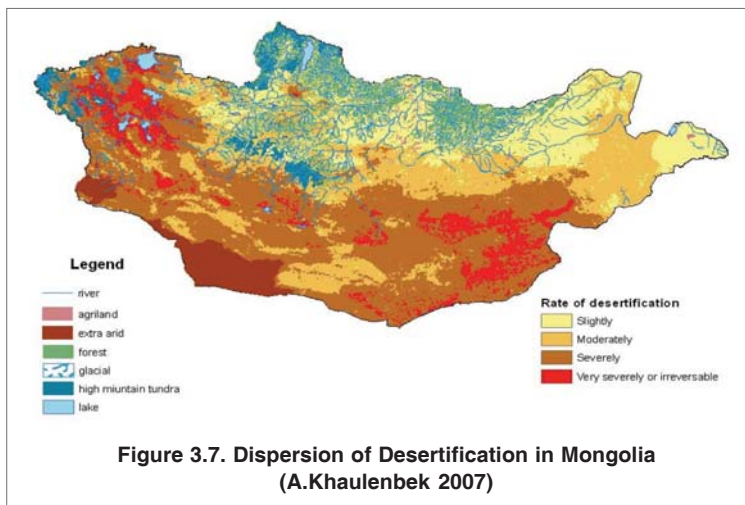 Legend
river
agriland
extra arid
forest
glacial
high miuntain tundra
lake
Rate of desertification
Slightly
Moderately
Severely
Very severely or irreversable
Figure 3.7. Dispersion of Desertification in Mongolia
(A.Khaulenbek 2007)